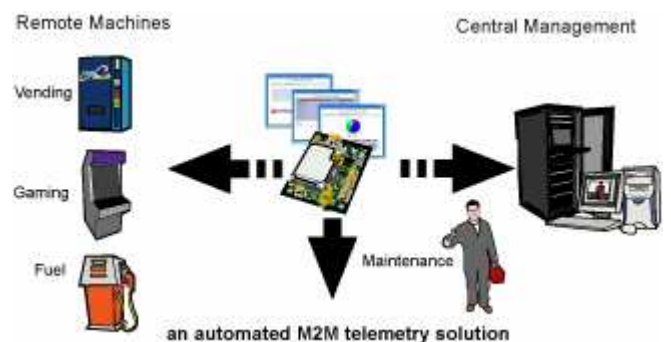 Remote Machines
Central Management
Vending
Gaming
Fuel
Maintenance
an automated M2M telemetry solution